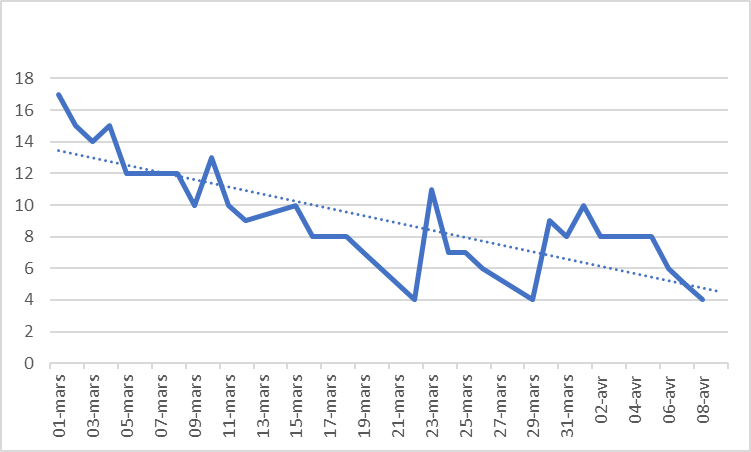 18
16
14
12
10
8
6
4
2
0
01-mars
03-mars
05-mars
07-mars
09-mars
11-mars
13-mars
15-mars
17-mars
19-mars
21-mars
23-mars
25-mars
27-mars
29-mars
31-mars
02-avr
04-avr
06-avr
08-avr